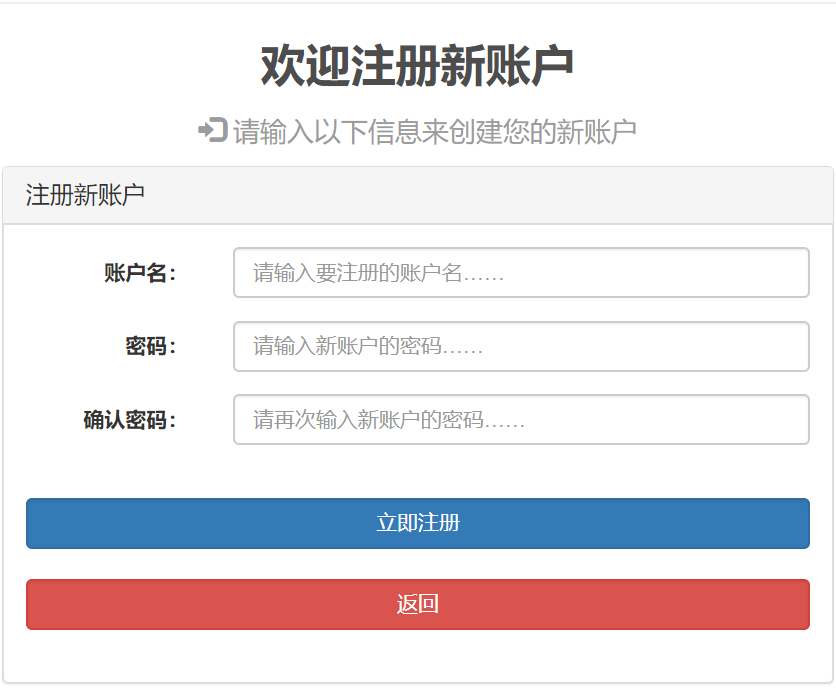 欢迎注册新账户
请输入以下信息来创建您的新账户
注册新账户
账户名：
请输入要注册的账户名……
密码：
请输入新账户的密码……
确认密码：
请再次输入新账户的密码……
立即注册
返回